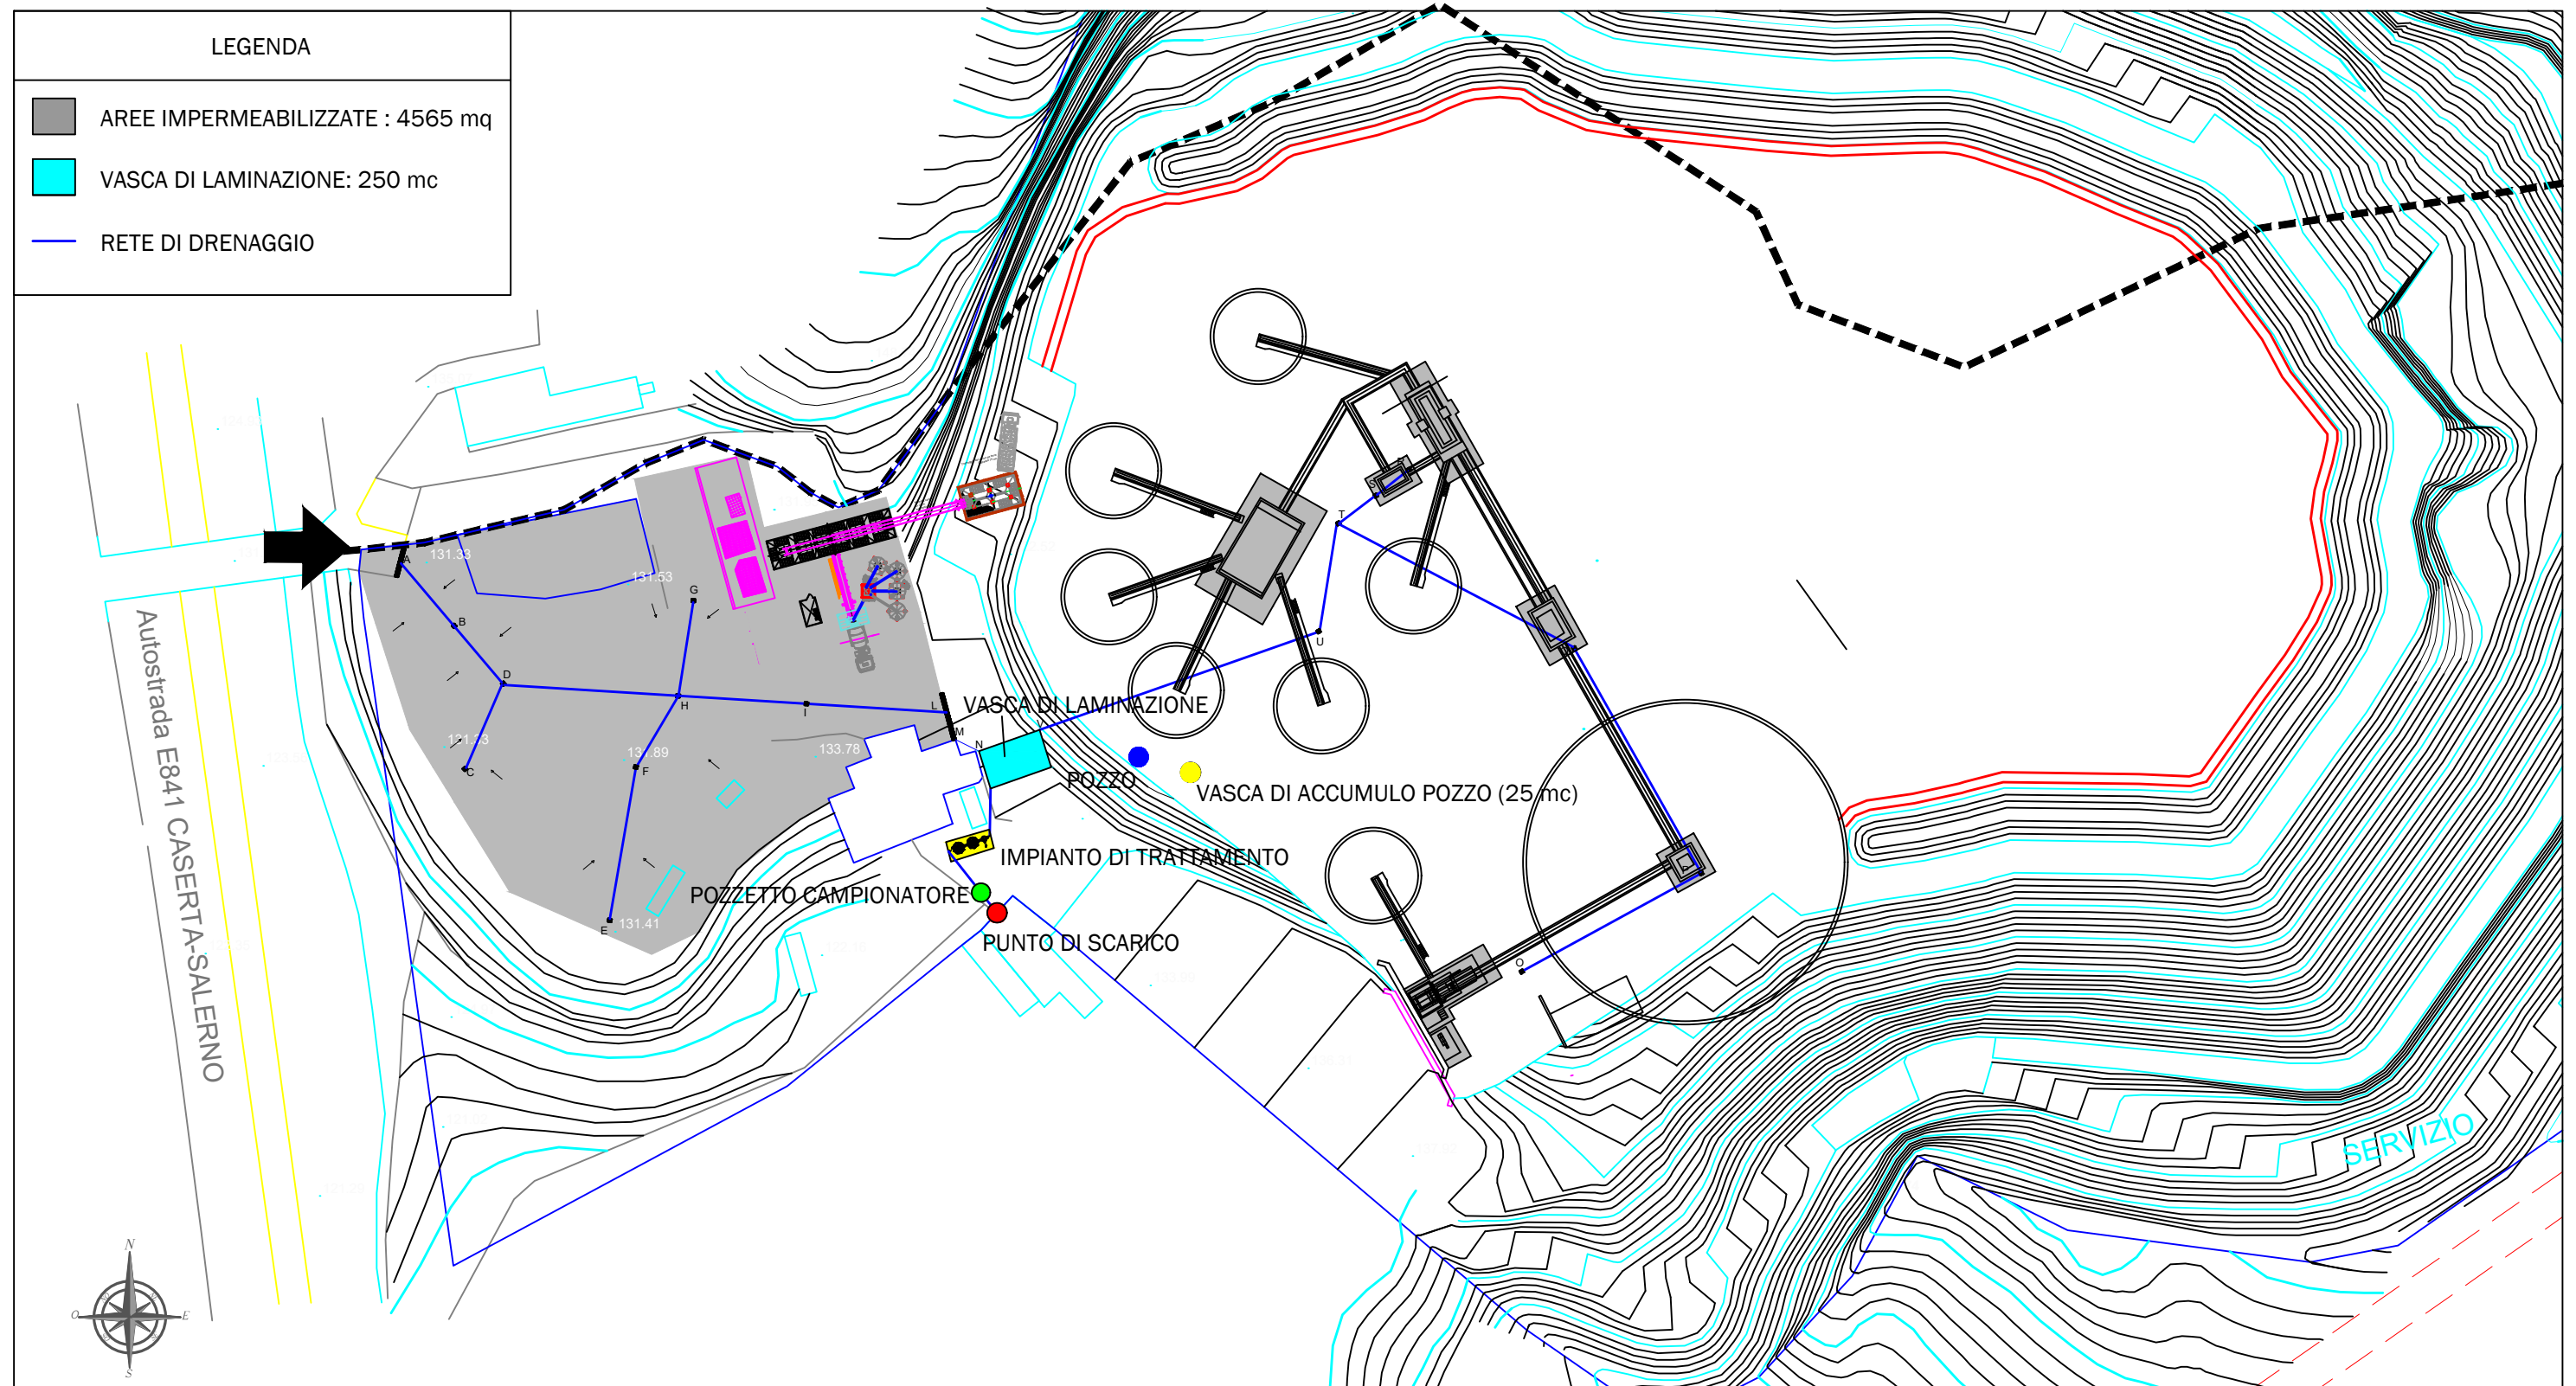 LEGENDA
AREE IMPERMEABILIZZATE : 4565 mq
VASCA DI LAMINAZIONE: 250 mc
RETE DI DRENAGGIO
131.33
A
131.53
G
B
D
H
I
L
M
N
V
C
F
E
133.78
131.41
S
T
U
O
P
VASCA DI LAMINAZIONE
POZZO
VASCA DI ACCUMULO POZZO (25 mc)
IMPIANTO DI TRATTAMENTO
POZZETTO CAMPIONATORE
PUNTO DI SCARICO
Autostrada E841 CASERTA-SALERNO
SERVIZIO
N
O
E
S